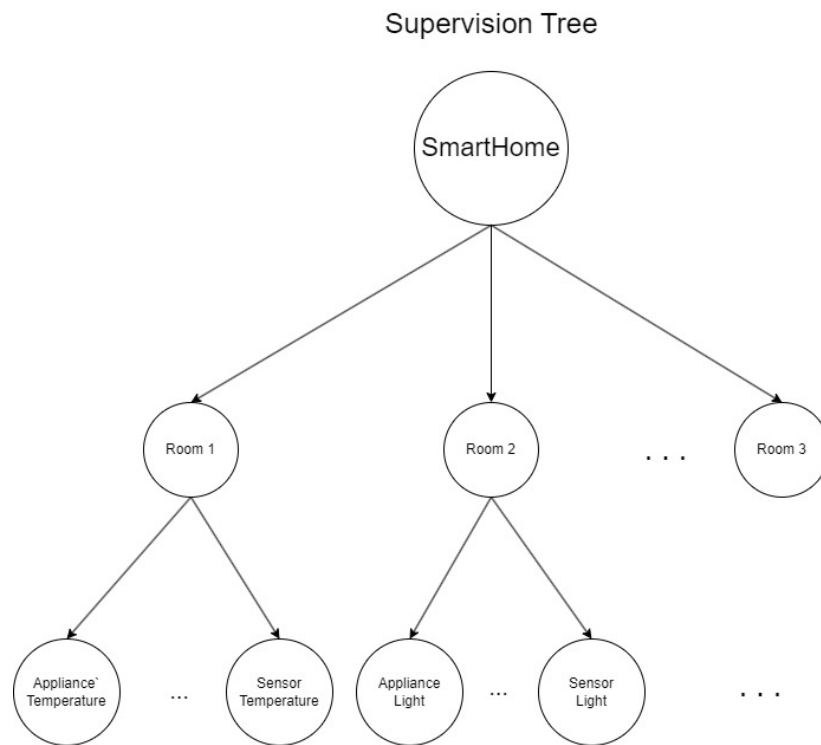 Supervision Tree
SmartHome
Room 1
Room 2
. . .
Room 3
Appliance`
Temperature
...
Sensor
Temperature
Appliance
Light
...
Sensor
Light
. . .